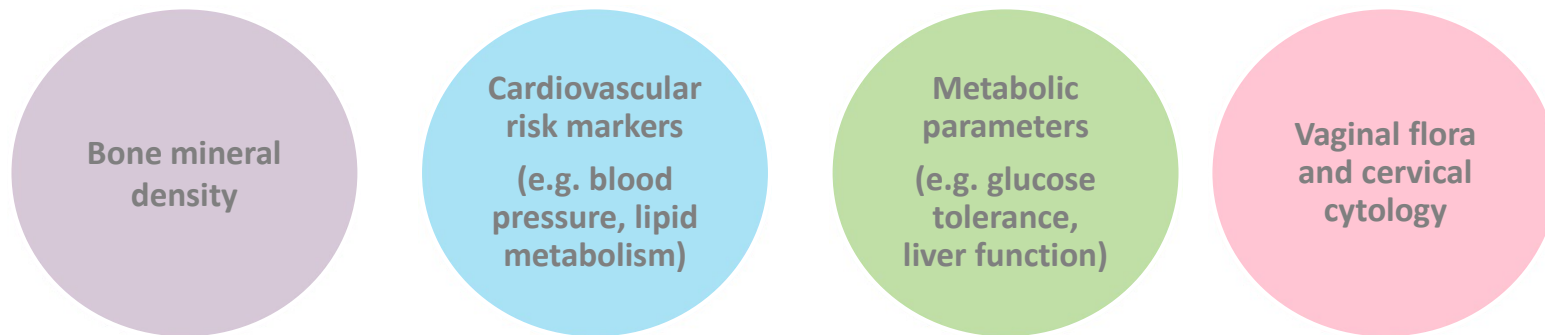 Bone mineral
density
Cardiovascular
risk markers
(e.g. blood
pressure, lipid
metabolism)
Metabolic
parameters
(e.g. glucose
tolerance,
liver function)
Vaginal flora
and cervical
cytology